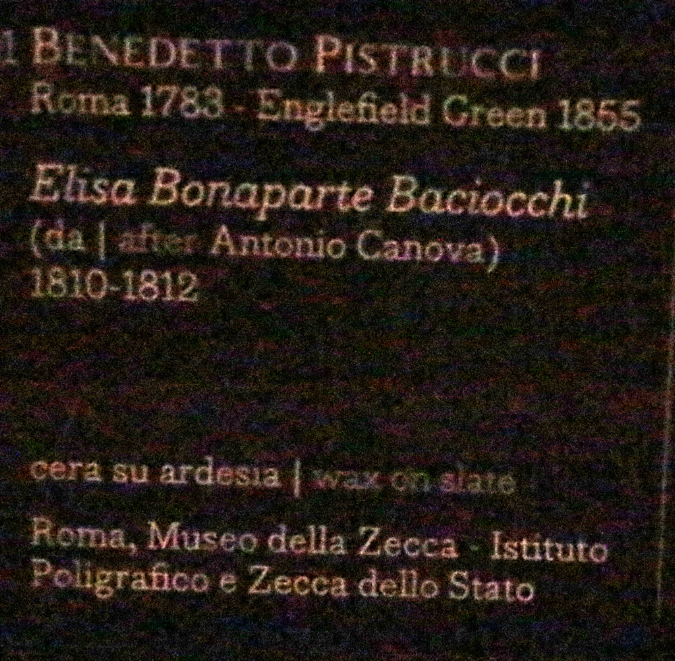 1 BENEDETTO PISTRUCCI
Roma 1783 - Englefield Green 1855
Elisa Bonaparte Baciocchi
(da | after Antonio Canova)
1810-1812
cera su ardesia | wax on slate
Roma, Museo della Zecca - Istituto
Poligrafico e Zecca dello Stato